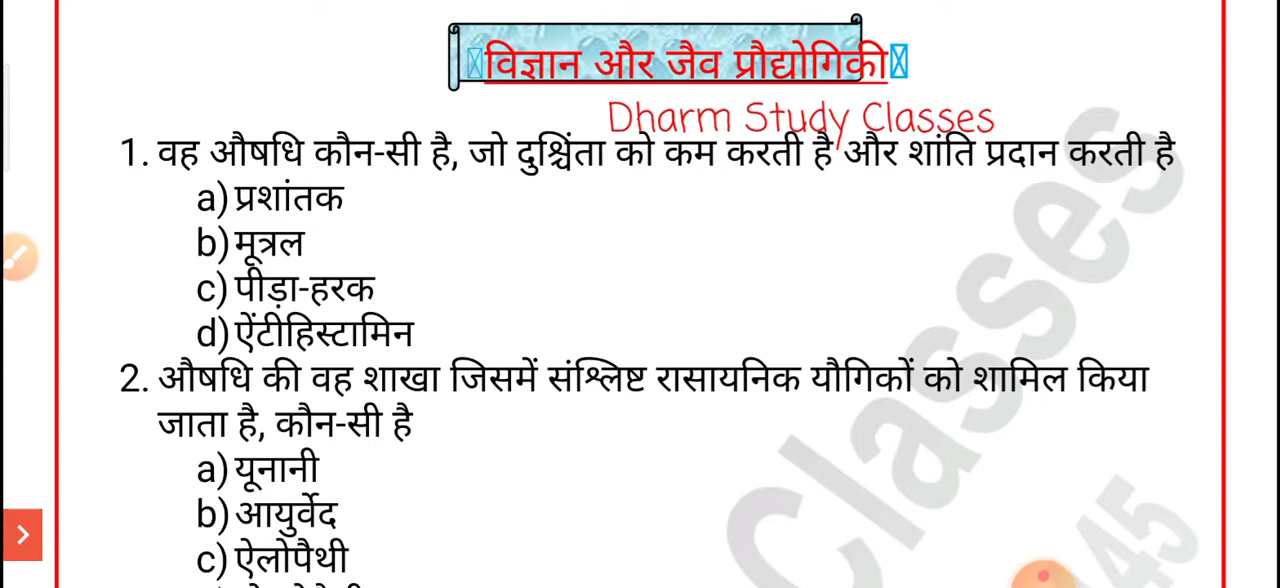 विज्ञान और जैव प्रौद्योगिकी
Dharm Study Classes
1. वह औषधि कौन-सी है, जो दुश्चिंता को कम करती है और शांति प्रदान करती है
a) प्रशांतक
b) मूत्रल
c) पीड़ा-हरक
d) ऐंटीहिस्टामिन
2. औषधि की वह शाखा जिसमें संश्लिष्ट रासायनिक यौगिकों को शामिल किया
जाता है, कौन-सी है
a) यूनानी
b) आयुर्वेद
c) ऐलोपैथी
Classes
45